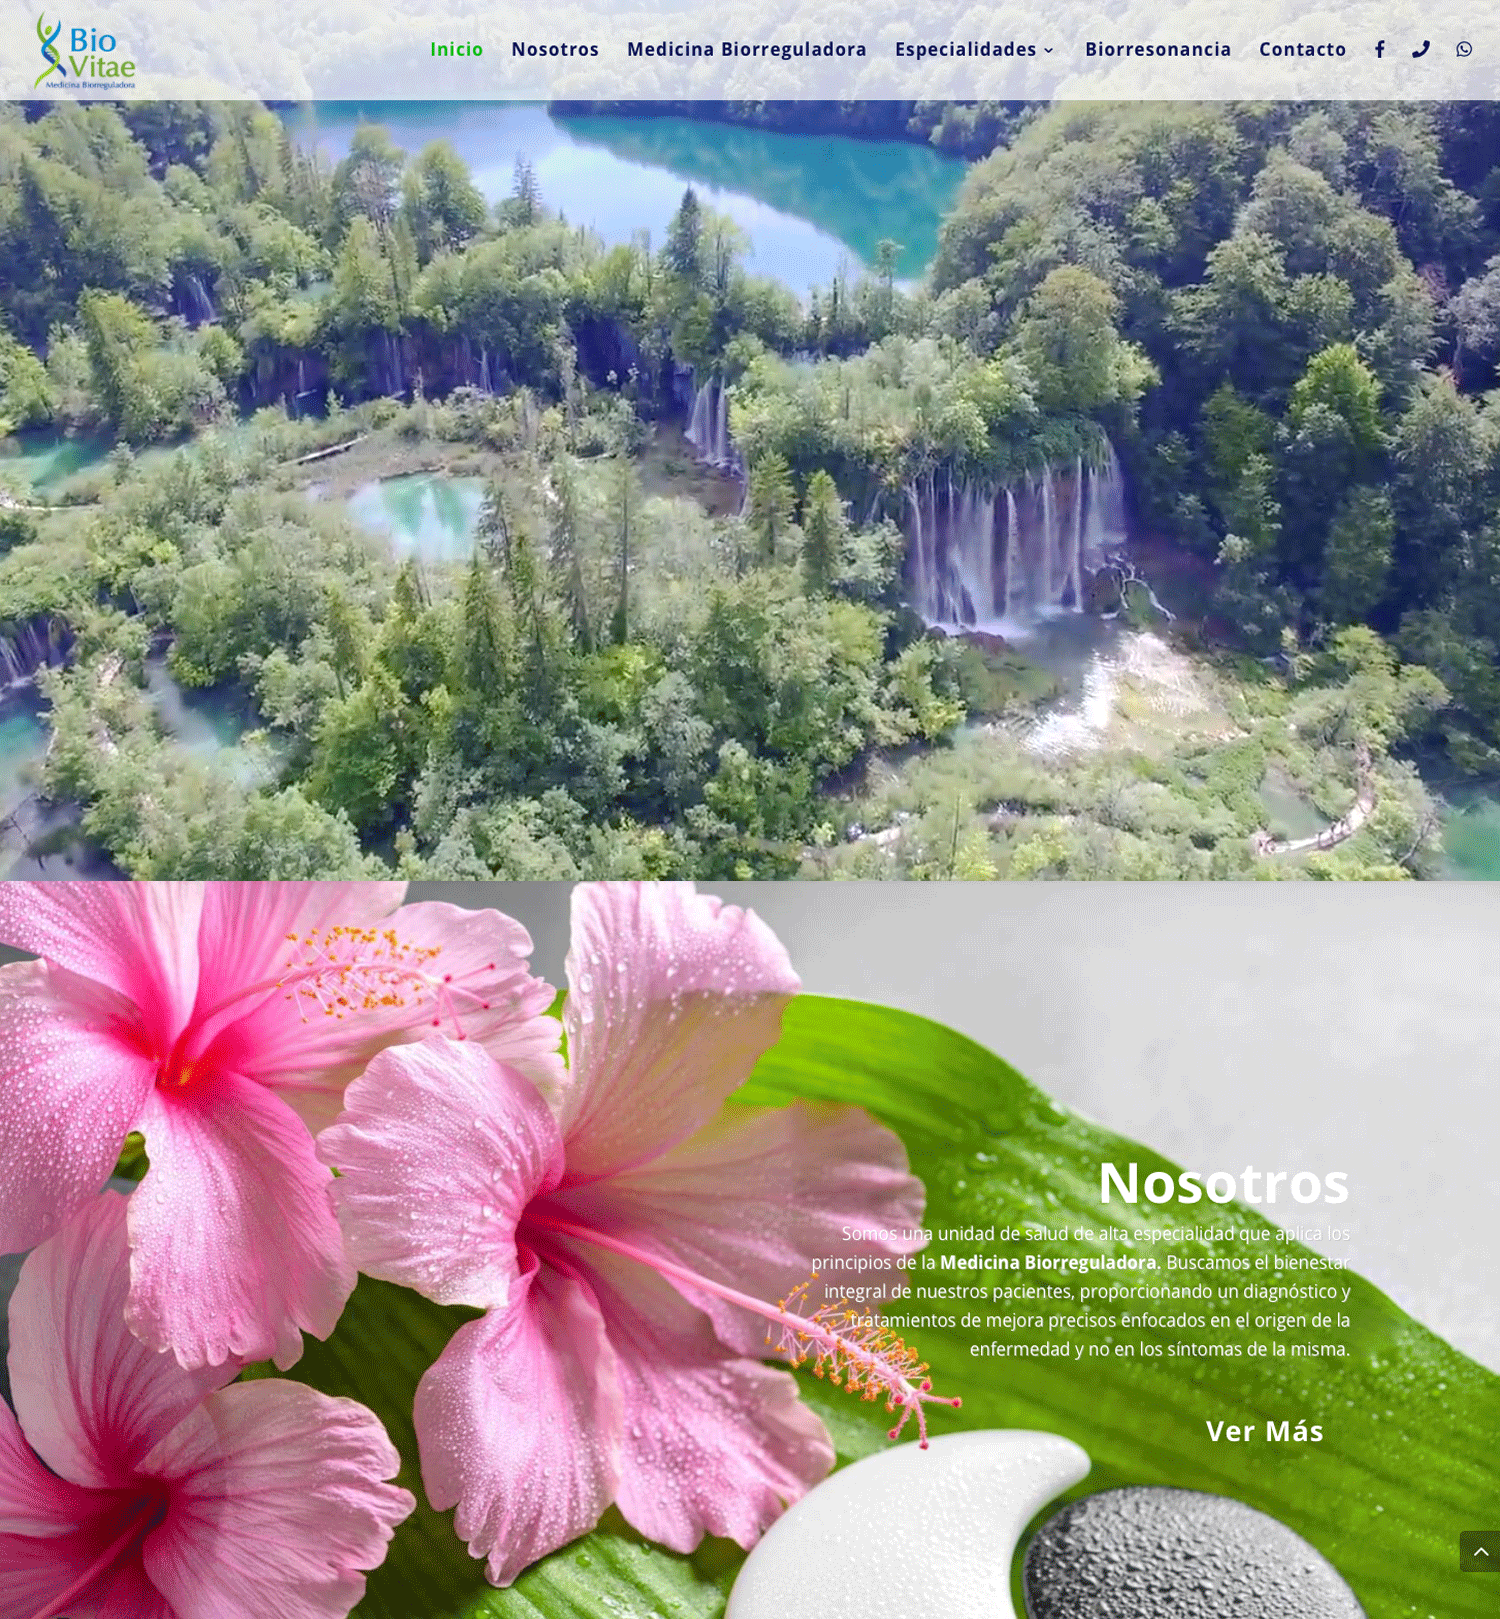 Bio
Vitae
Medicina Biorreguladora
Inicio Nosotros Medicina Biorreguladora Especialidades Biorresonancia Contacto
Nosotros
Somos una unidad de salud de alta especialidad que aplica los
principios de la Medicina Biorreguladora. Buscamos el bienestar
integral de nuestros pacientes, proporcionando un diagnóstico y
tratamientos de mejora precisos enfocados en el origen de la
enfermedad y no en los síntomas de la misma.
Ver Más